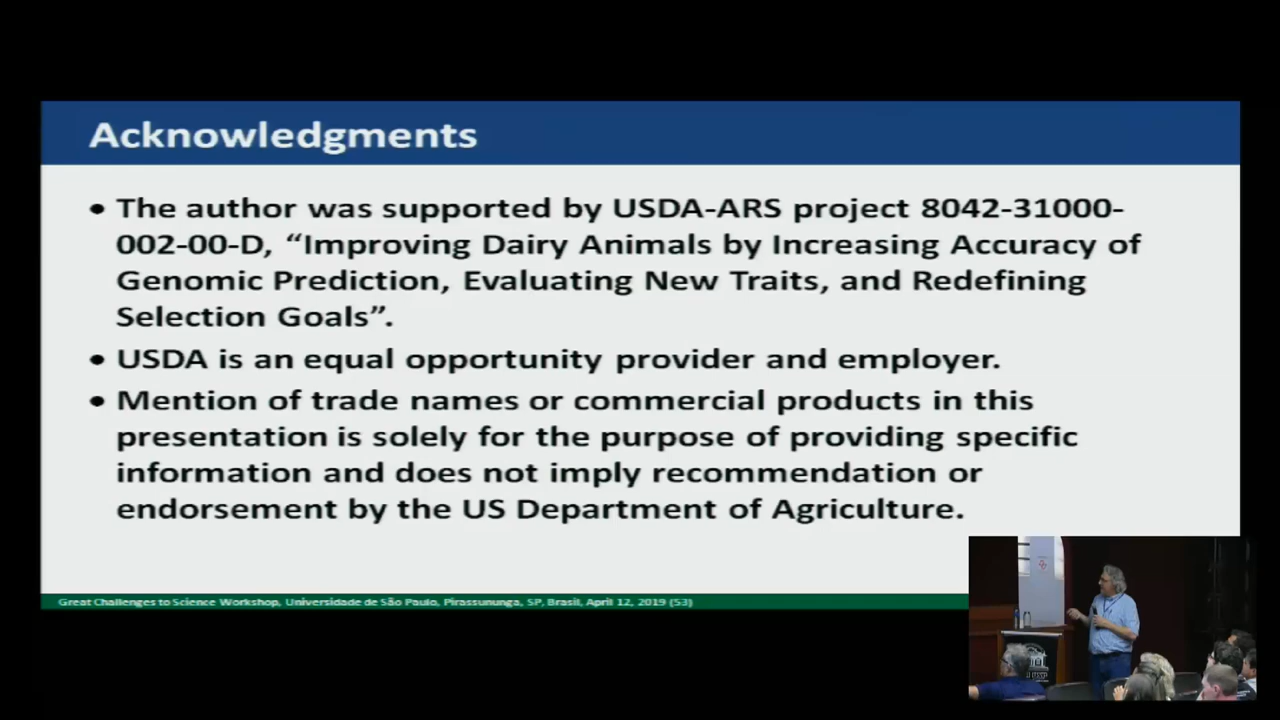 Acknowledgments
• The author was supported by USDA-ARS project 8042-31000-
002-00-D, “Improving Dairy Animals by Increasing Accuracy of
Genomic Prediction, Evaluating New Traits, and Redefining
Selection Goals”.
• USDA is an equal opportunity provider and employer.
• Mention of trade names or commercial products in this
presentation is solely for the purpose of providing specific
information and does not imply recommendation or
endorsement by the US Department of Agriculture.
Great Challenges to Science Workshop, Universidade de São Paulo, Pirassununga, SP, Brasil, April 12, 2019 (53)